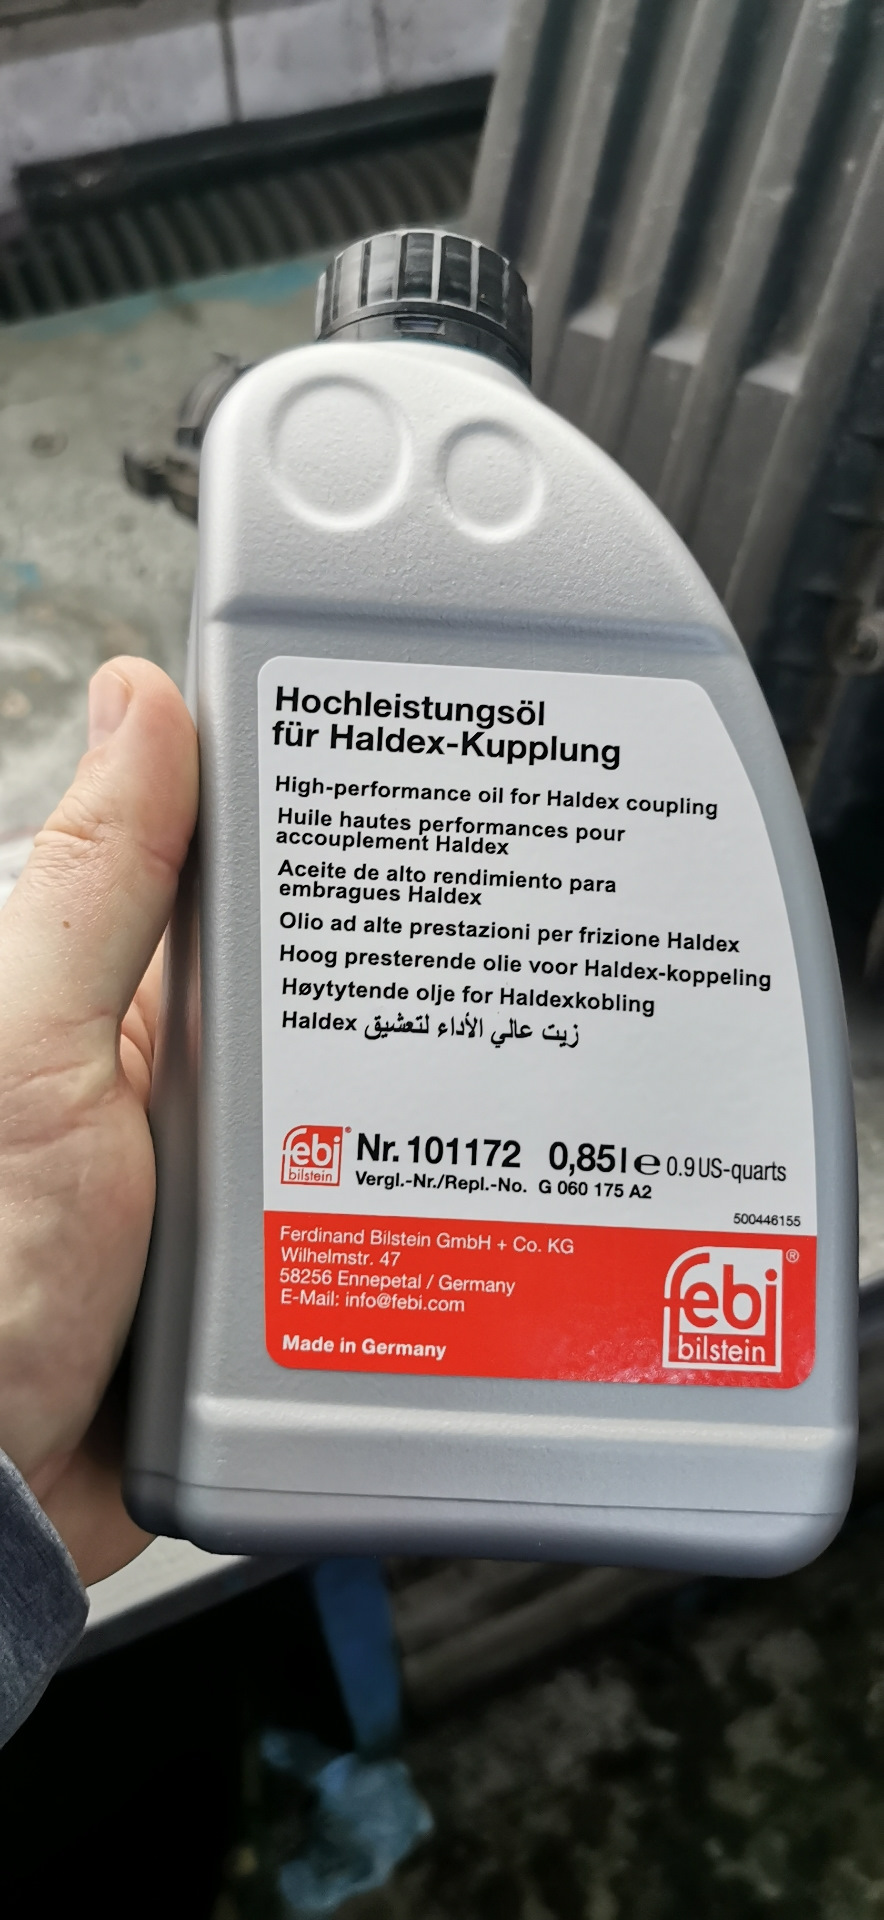 Hochleistungsöl
für Haldex-Kupplung
High-performance oil for Haldex coupling
Huile hautes performances pour
accouplement Haldex
Aceite de alto rendimiento para
embragues Haldex
Olio ad alte prestazioni per frizione Haldex
Hoog presterende olie voor Haldex-koppeling
Høytytende olje for Haldexkobling
زيت عالي الأداء لتعشيق Haldex
febi® bilstein Nr. 101172 0,85 l e 0.9 US-quarts
Vergl.-Nr./Repl.-No. G 060 175 A2
500446155
Ferdinand Bilstein GmbH + Co. KG
Wilhelmstr. 47
58256 Ennepetal / Germany
E-Mail: info@febi.com
Made in Germany
febi®
bilstein